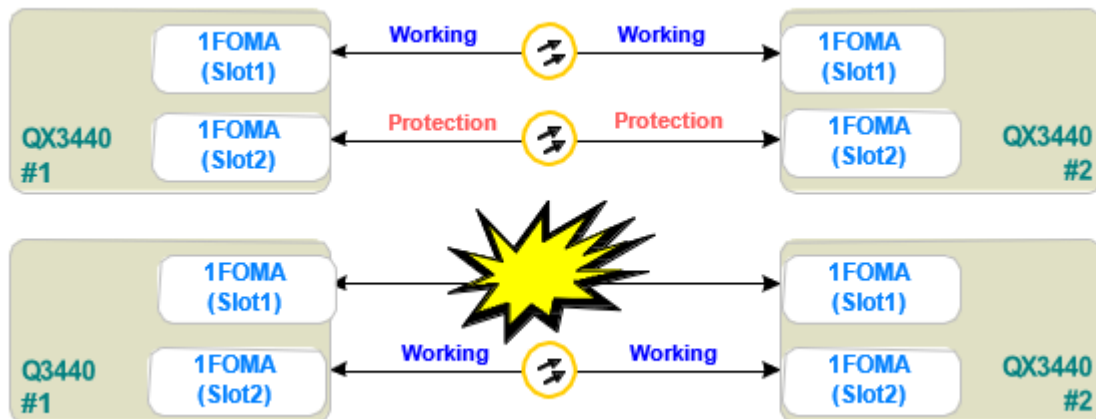 1FOMA
(Slot1)
Working
Working
1FOMA
(Slot1)
QX3440
#1
1FOMA
(Slot2)
Protection
Protection
1FOMA
(Slot2)
QX3440
#2
1FOMA
(Slot1)
1FOMA
(Slot1)
Q3440
#1
1FOMA
(Slot2)
Working
Working
1FOMA
(Slot2)
QX3440
#2